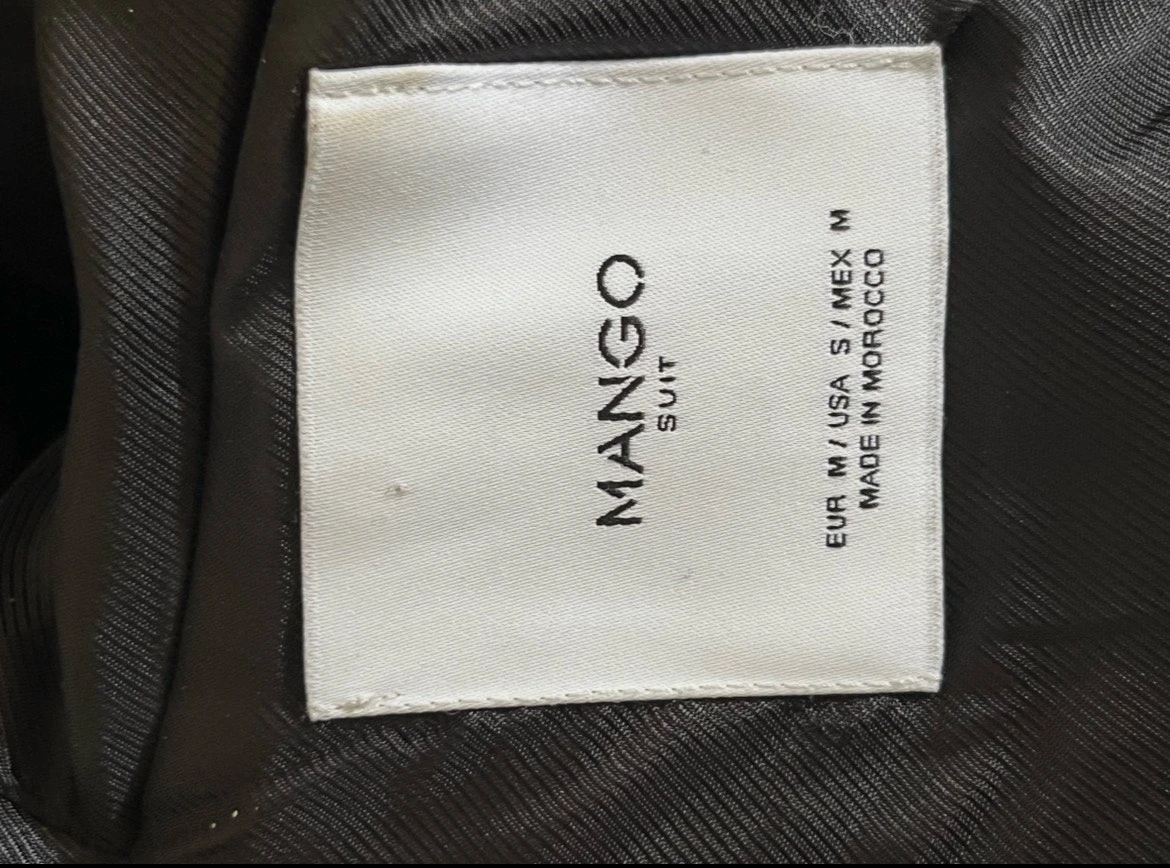 MANGO
SUIT
EUR M / USA S / MEX M
MADE IN MOROCCO